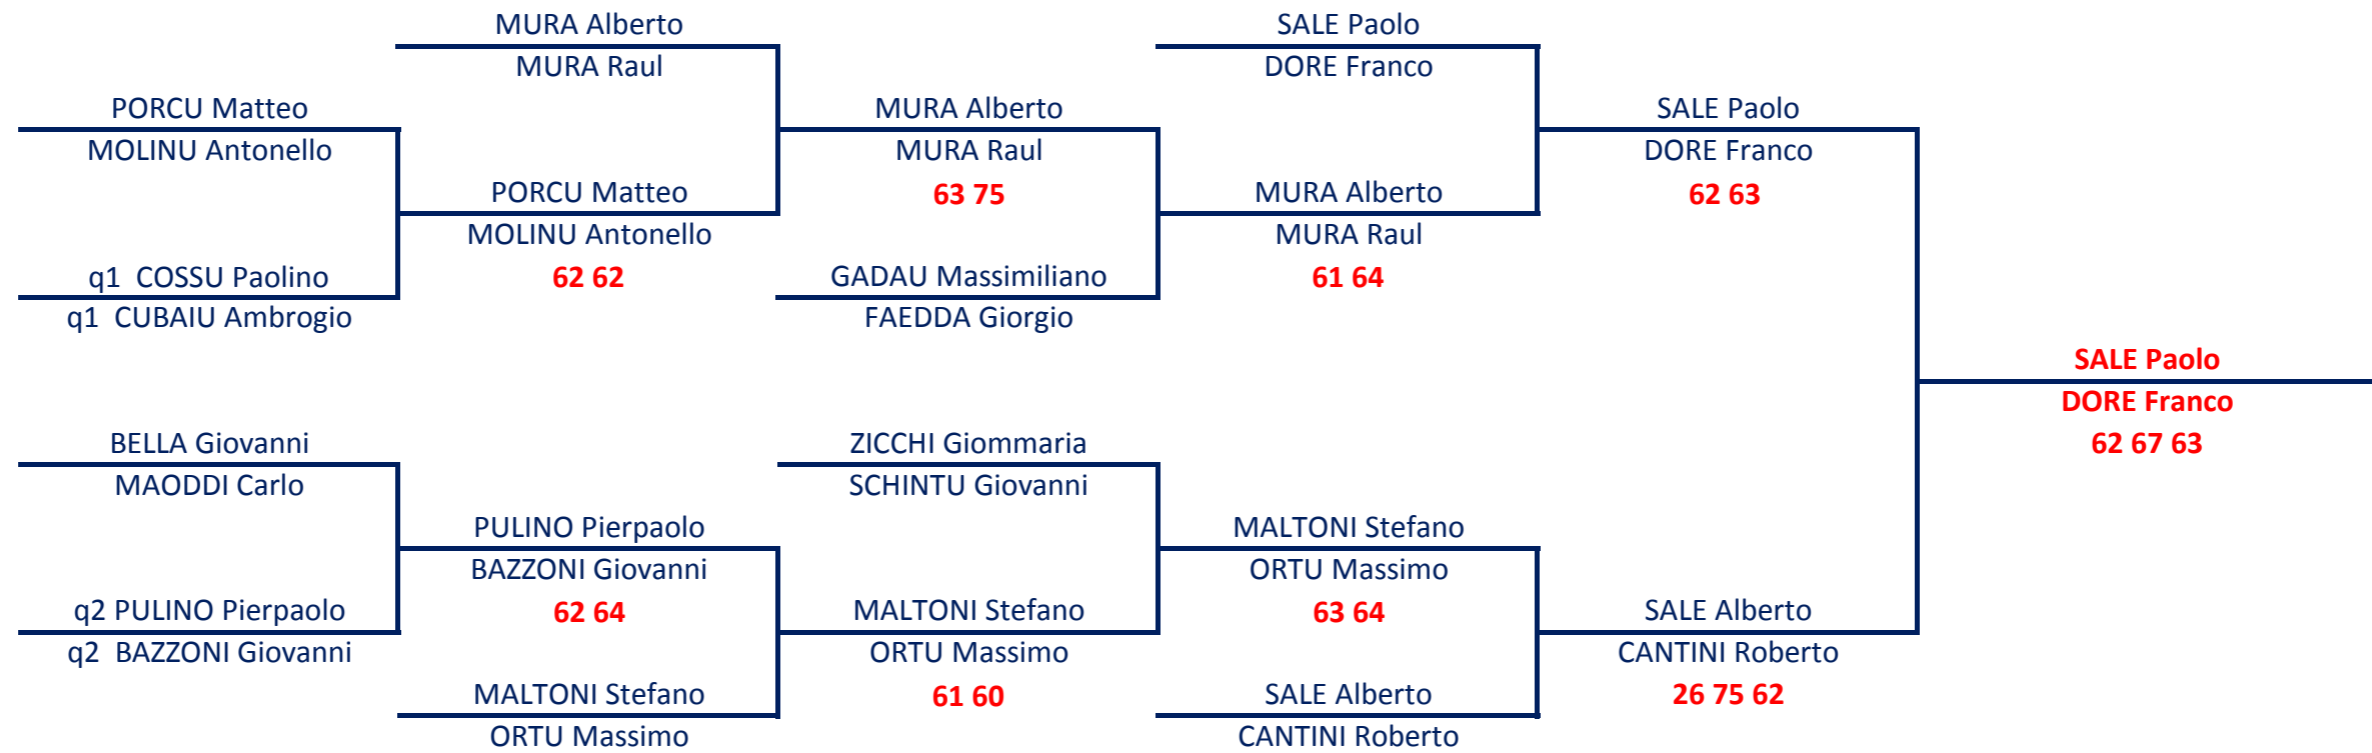 MURA Alberto
SALE Paolo
MURA Raul
DORE Franco
PORCU Matteo
MURA Alberto
SALE Paolo
MOLINU Antonello
MURA Raul
DORE Franco
PORCU Matteo
63 75
MURA Alberto
62 63
MOLINU Antonello
MURA Raul
q1 COSSU Paolino
62 62
GADAU Massimiliano
61 64
q1 CUBAIU Ambrogio
FAEDDA Giorgio
SALE Paolo
DORE Franco
BELLA Giovanni
ZICCHI Giommaria
62 67 63
MAODDI Carlo
SCHINTU Giovanni
PULINO Pierpaolo
MALTONI Stefano
BAZZONI Giovanni
ORTU Massimo
q2 PULINO Pierpaolo
62 64
MALTONI Stefano
63 64
SALE Alberto
q2 BAZZONI Giovanni
ORTU Massimo
CANTINI Roberto
MALTONI Stefano
61 60
SALE Alberto
26 75 62
ORTU Massimo
CANTINI Roberto